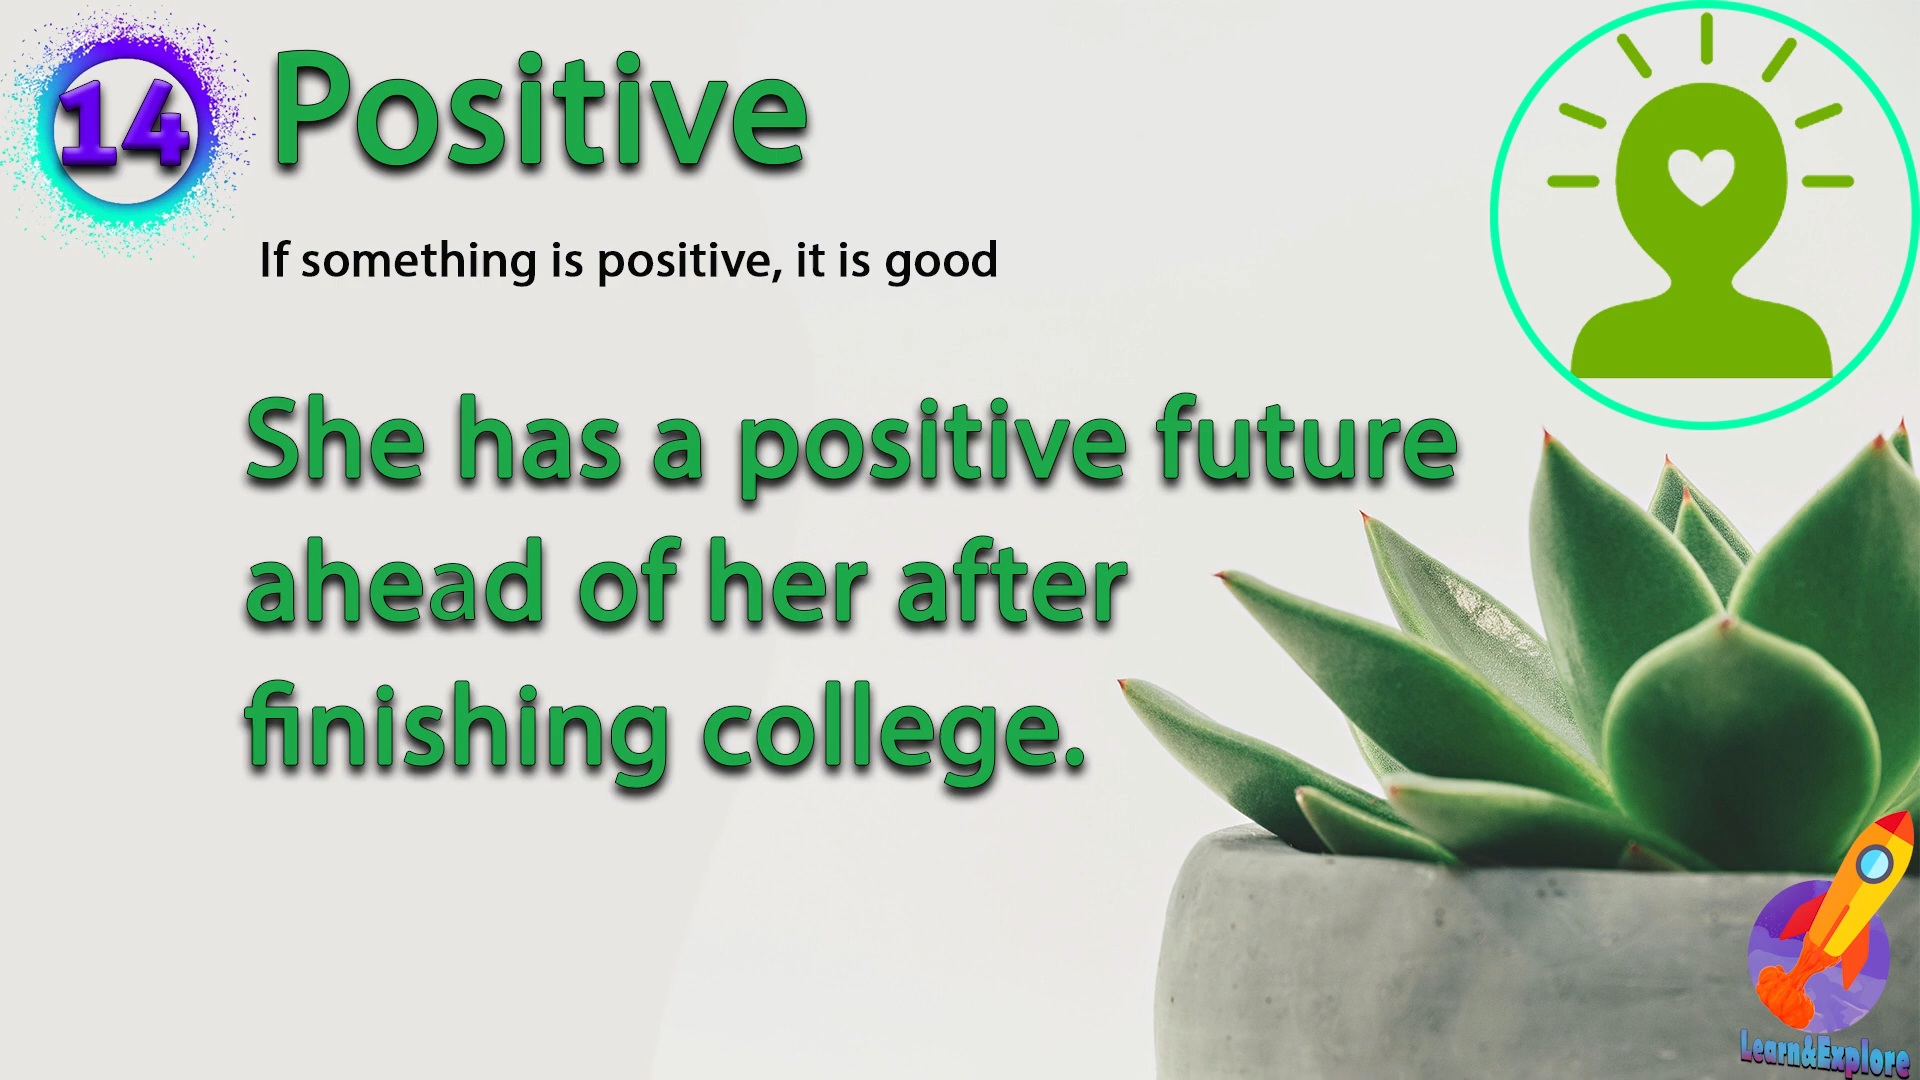 14
Positive
If something is positive, it is good
She has a positive future
ahead of her after
finishing college.
Learn&Explore